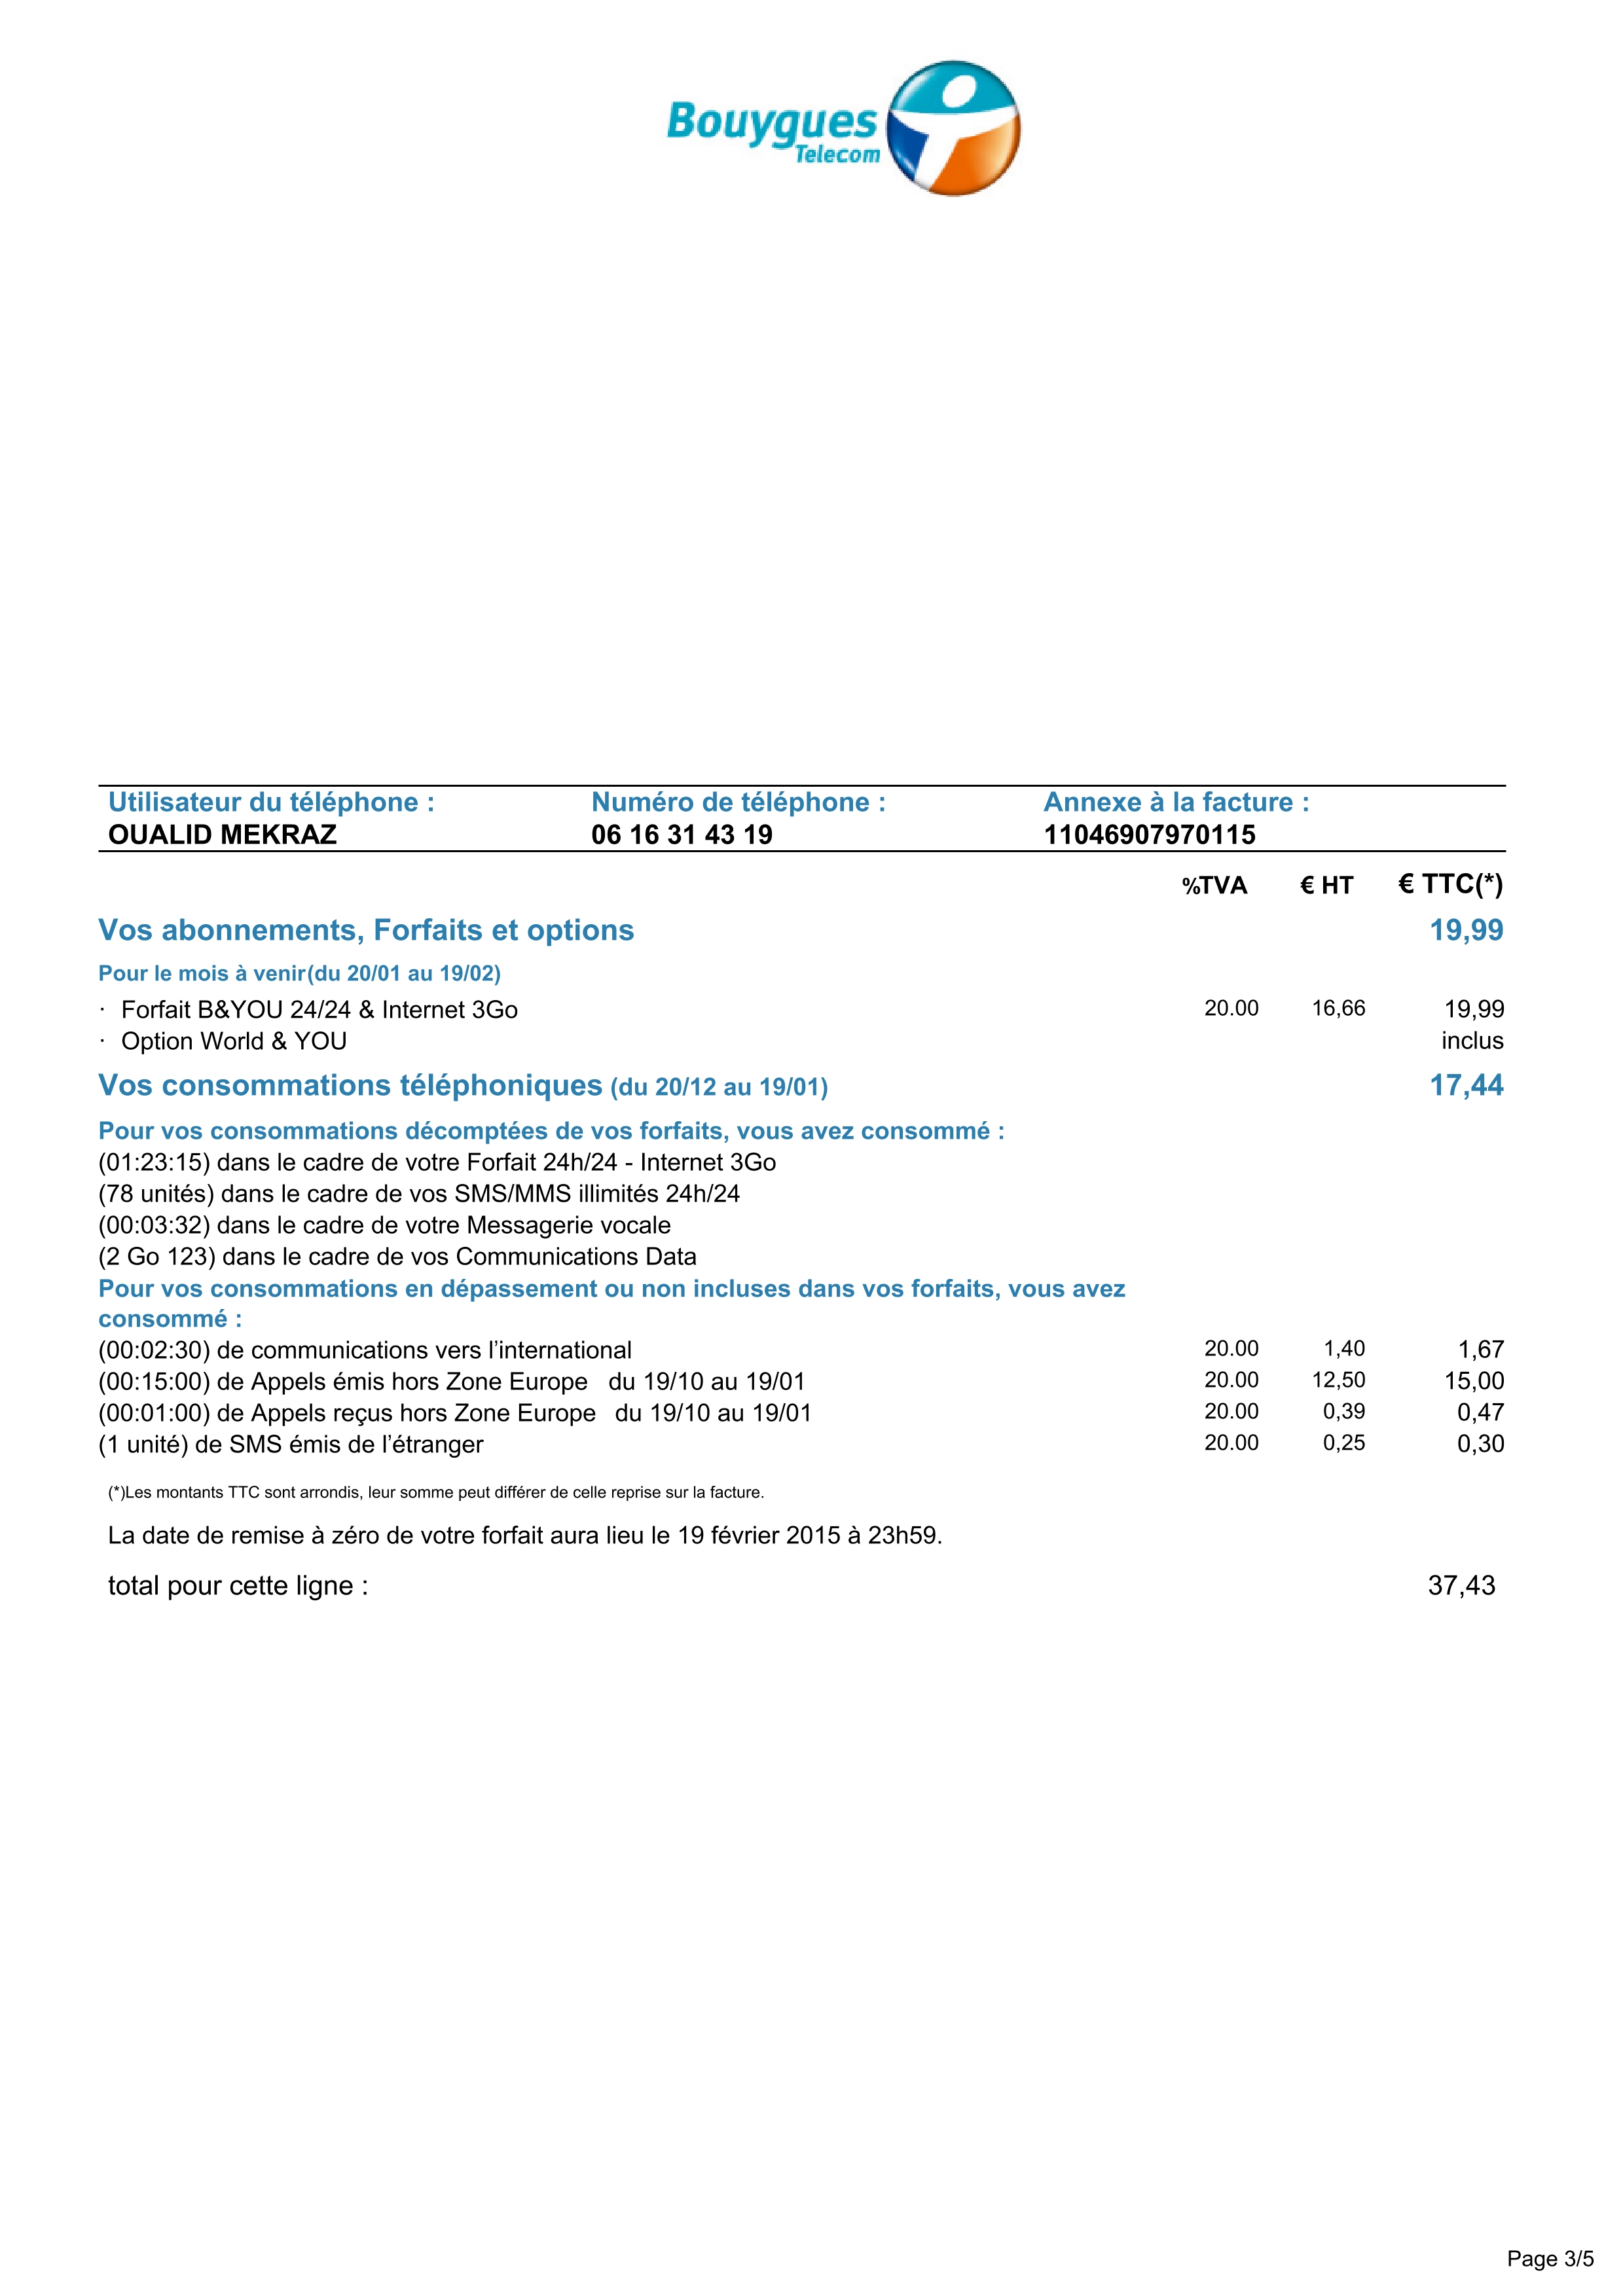 Bouygues
Telecom
Utilisateur du téléphone : Numéro de téléphone : Annexe à la facture :
OUALID MEKRAZ 06 16 31 43 19 11046907970115
%TVA € HT € TTC(*)
Vos abonnements, Forfaits et options 19,99
Pour le mois à venir(du 20/01 au 19/02)
· Forfait B&YOU 24/24 & Internet 3Go 20.00 16,66 19,99
· Option World & YOU inclus
Vos consommations téléphoniques (du 20/12 au 19/01) 17,44
Pour vos consommations décomptées de vos forfaits, vous avez consommé :
(01:23:15) dans le cadre de votre Forfait 24h/24 - Internet 3Go
(78 unités) dans le cadre de vos SMS/MMS illimités 24h/24
(00:03:32) dans le cadre de votre Messagerie vocale
(2 Go 123) dans le cadre de vos Communications Data
Pour vos consommations en dépassement ou non incluses dans vos forfaits, vous avez
consommé :
(00:02:30) de communications vers l’international 20.00 1,40 1,67
(00:15:00) de Appels émis hors Zone Europe du 19/10 au 19/01 20.00 12,50 15,00
(00:01:00) de Appels reçus hors Zone Europe du 19/10 au 19/01 20.00 0,39 0,47
(1 unité) de SMS émis de l’étranger 20.00 0,25 0,30
(*)Les montants TTC sont arrondis, leur somme peut différer de celle reprise sur la facture.
La date de remise à zéro de votre forfait aura lieu le 19 février 2015 à 23h59.
total pour cette ligne : 37,43
Page 3/5